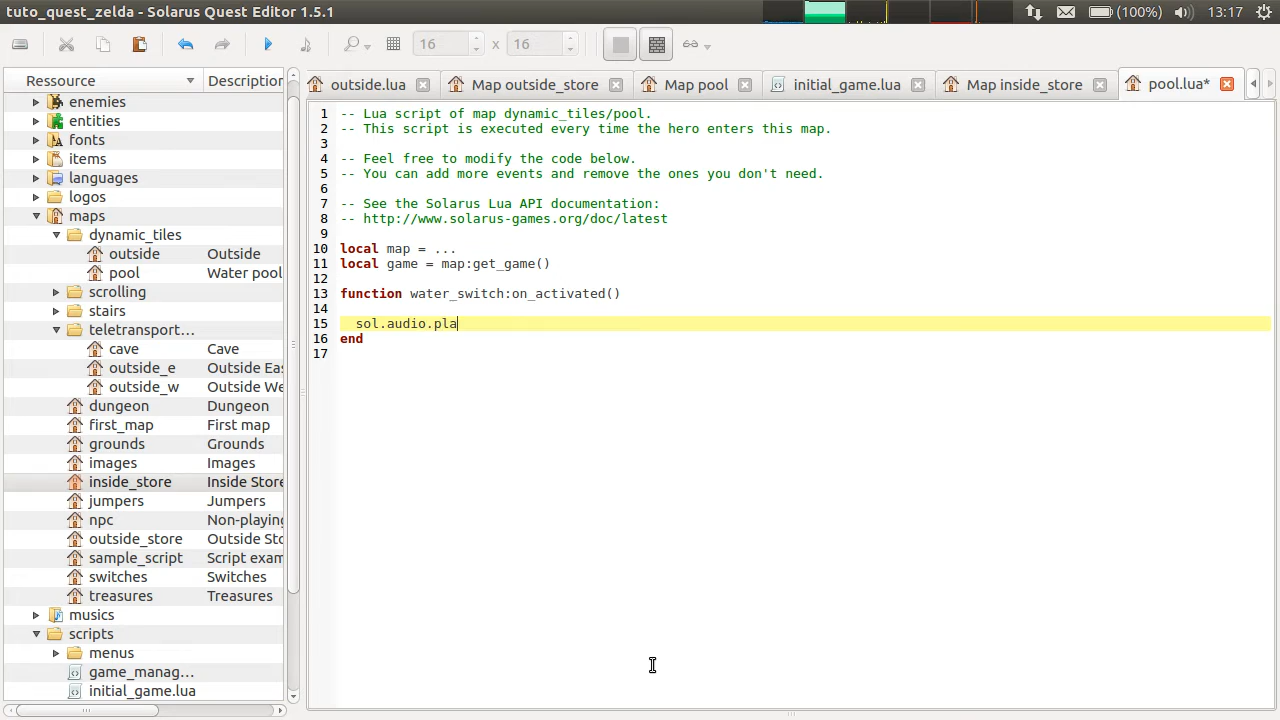 tuto_quest_zelda - Solarus Quest Editor 1.5.1
(100%) 13:17
16 x 16
Ressource Description
outside.lua Map outside_store Map pool initial_game.lua Map inside_store pool.lua*
enemies
entities
fonts
items
languages
logos
maps
dynamic_tiles
outside Outside
pool Water pool
scrolling
stairs
teletransport...
cave Cave
outside_e Outside Eas
outside_w Outside We
dungeon Dungeon
first_map First map
grounds Grounds
images Images
inside_store Inside Store
jumpers Jumpers
npc Non-playing
outside_store Outside Sto
sample_script Script exam
switches Switches
treasures Treasures
musics
scripts
menus
game_manag...
initial_game.lua
1 -- Lua script of map dynamic_tiles/pool.
2 -- This script is executed every time the hero enters this map.
3
4 -- Feel free to modify the code below.
5 -- You can add more events and remove the ones you don't need.
6
7 -- See the Solarus Lua API documentation:
8 -- http://www.solarus-games.org/doc/latest
9
10 local map = ...
11 local game = map:get_game()
12
13 function water_switch:on_activated()
14
15 sol.audio.pla
16 end
17